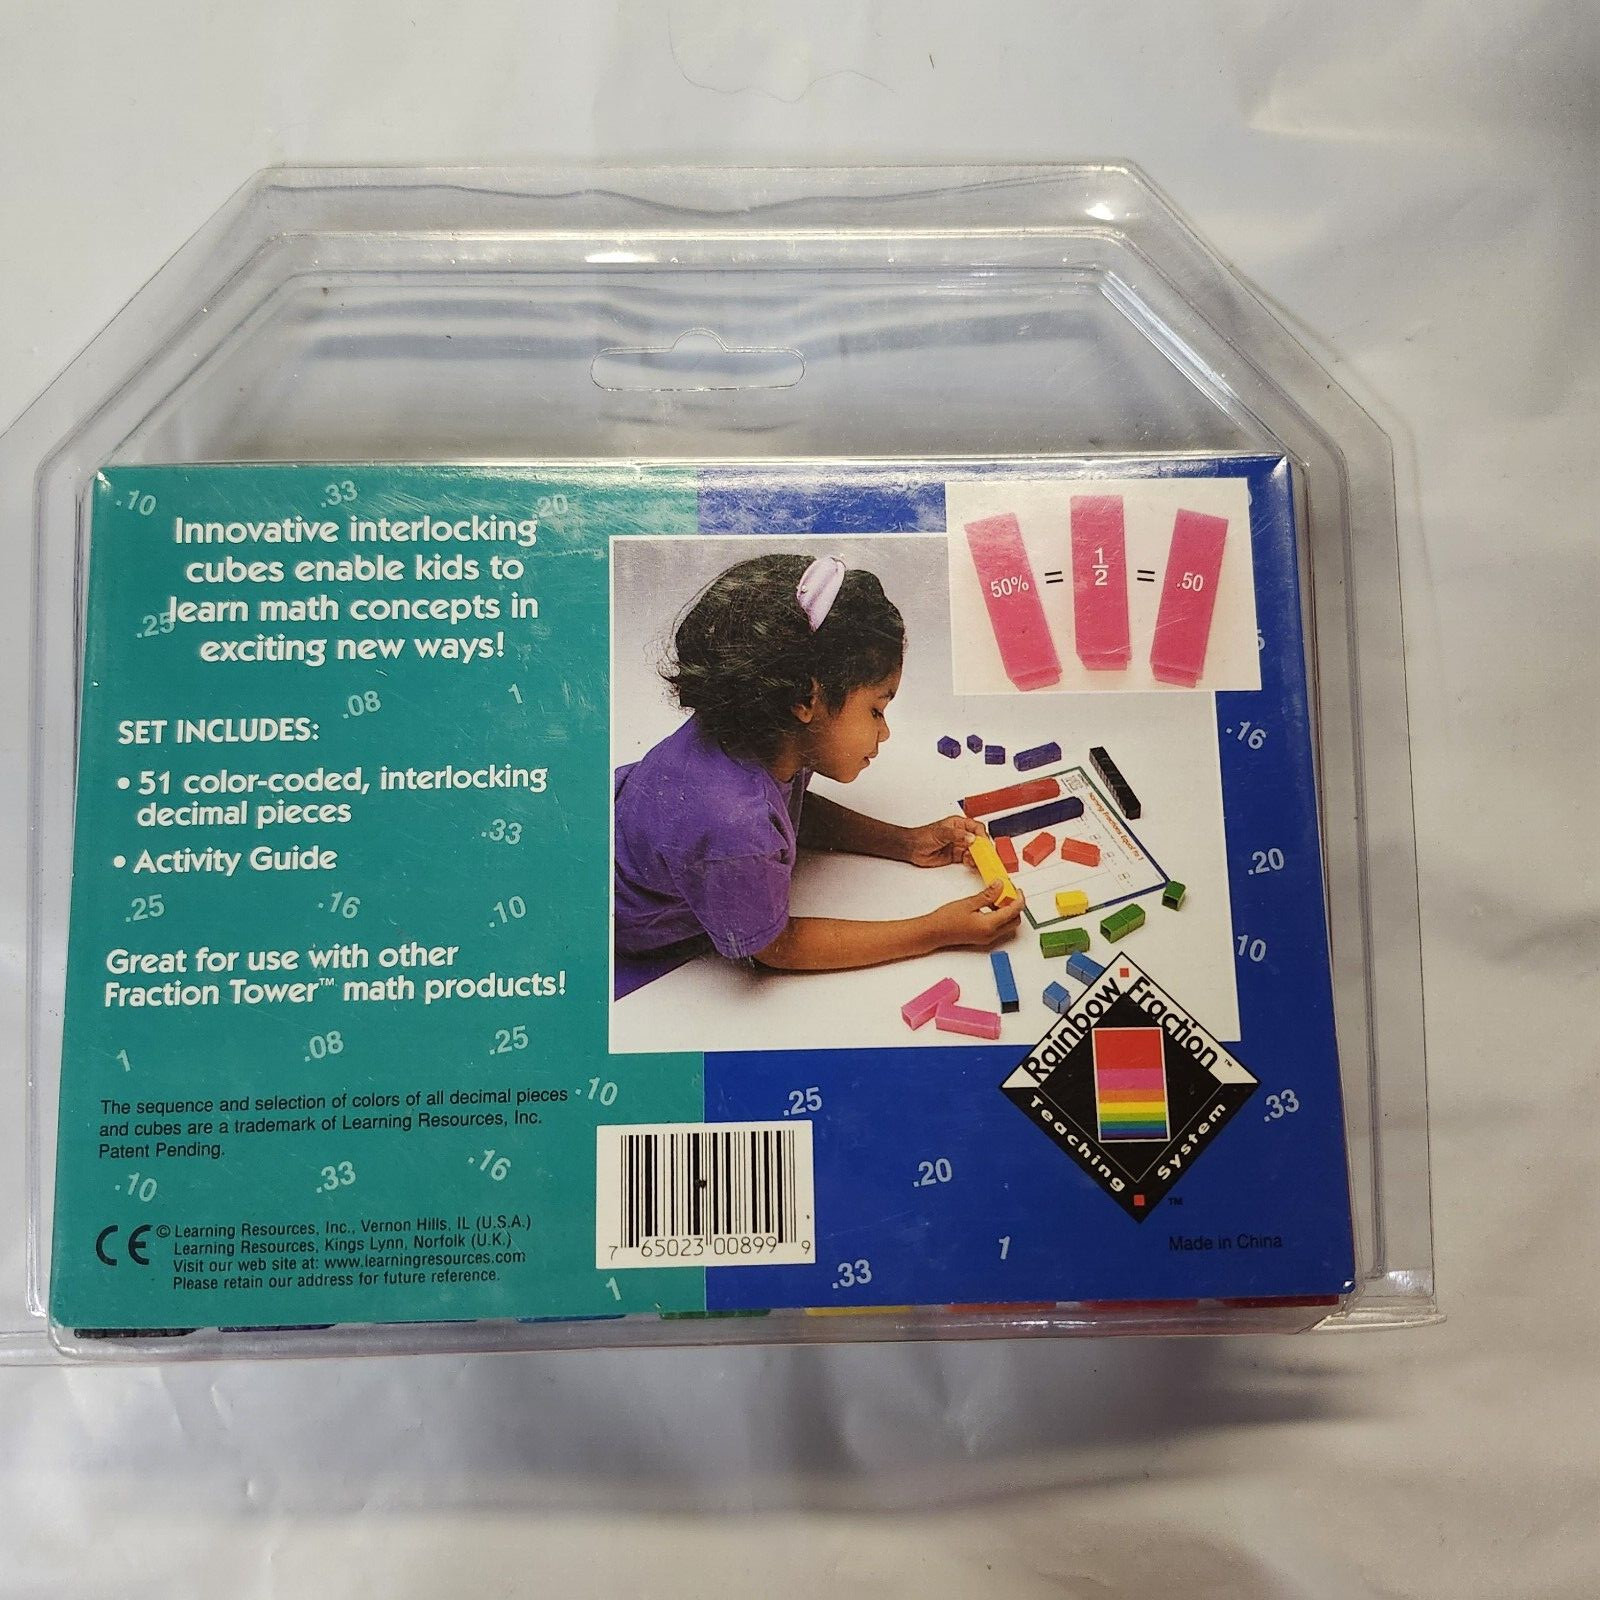 .10
.33
.20
Innovative interlocking
cubes enable kids to
.25
learn math concepts in
exciting new ways!
.08
1
SET INCLUDES:
• 51 color-coded, interlocking
decimal pieces
.33
• Activity Guide
.25
.16
.10
Great for use with other
Fraction Tower™ math products!
1
.08
.25
.10
The sequence and selection of colors of all decimal pieces
and cubes are a trademark of Learning Resources, Inc.
Patent Pending.
.10
.33
.16
CE
© Learning Resources, Inc., Vernon Hills, IL (U.S.A.)
Learning Resources, Kings Lynn, Norfolk (U.K.)
Visit our web site at: www.learningresources.com
Please retain our address for future reference.
1
7 65023 00899 9
50% = 1/2 = .50
.16
.20
10
.33
.25
.20
1
.33
Rainbow Fraction™
Teaching System
™
Made in China